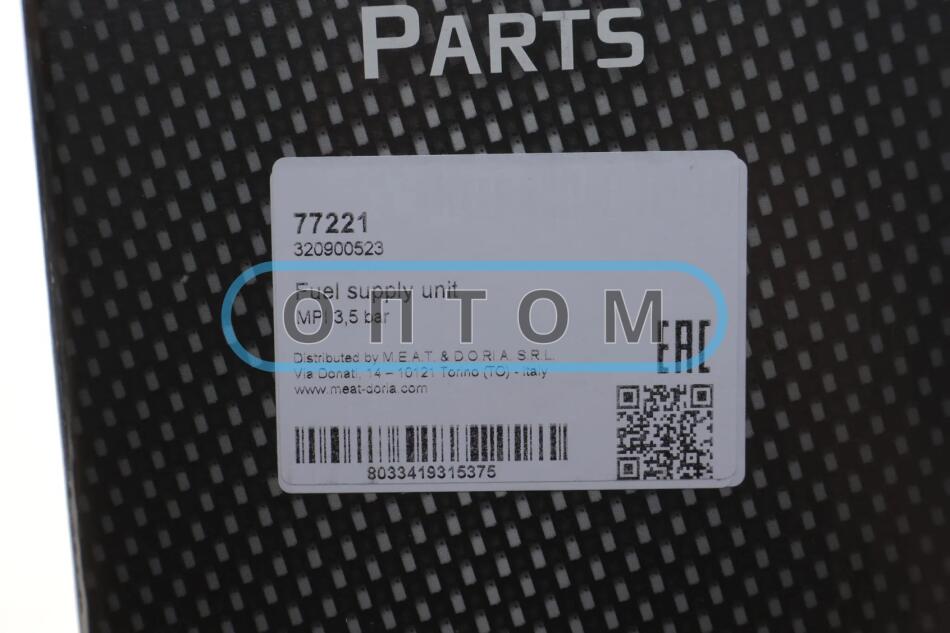 PARTS
77221
320900523
Fuel supply unit
MPI 3,5 bar
ОПТОМ
EAC
Distributed by M.E.A.T. & DORIA S.R.L.
Via Donati, 14 – 10121 Torino (TO) - Italy
www.meat-doria.com
8033419315375